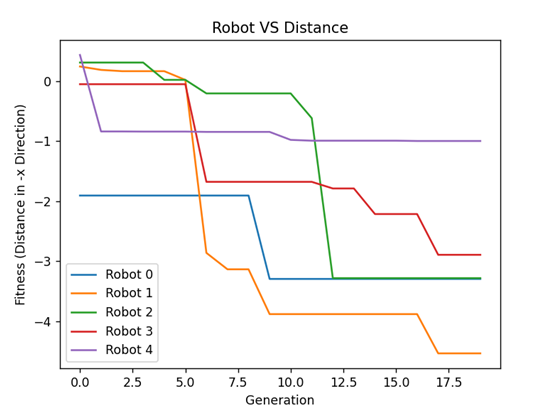 Robot VS Distance
Fitness (Distance in -x Direction)
0
−1
−2
−3
−4
Robot 0
Robot 1
Robot 2
Robot 3
Robot 4
0.0 2.5 5.0 7.5 10.0 12.5 15.0 17.5
Generation